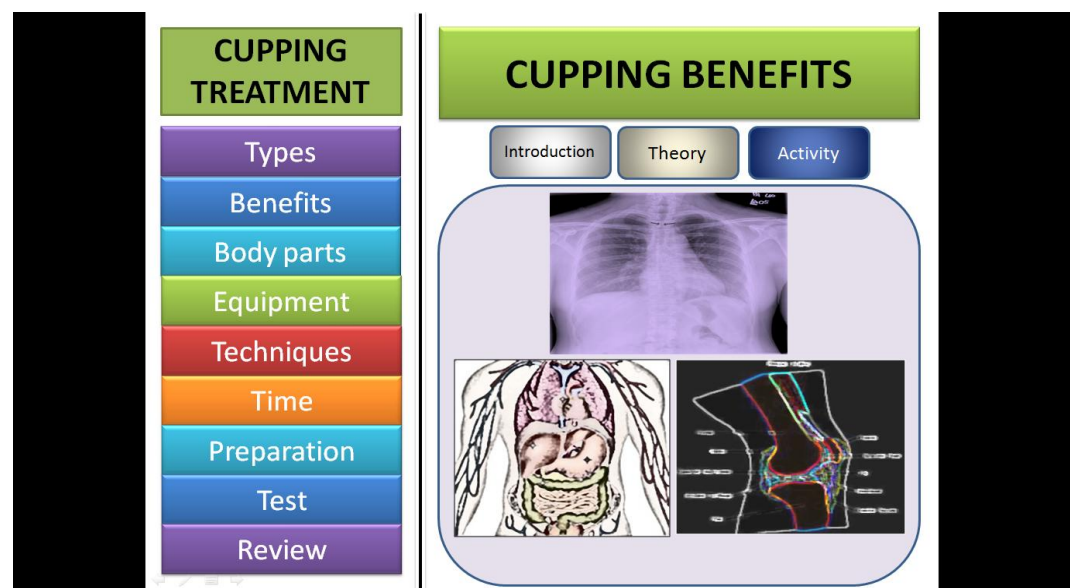 CUPPING
TREATMENT
Types
Benefits
Body parts
Equipment
Techniques
Time
Preparation
Test
Review
CUPPING BENEFITS
Introduction
Theory
Activity